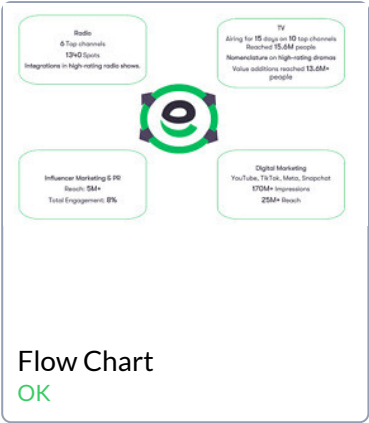 Radio
6 Top channels
1340 Spots
Integrations in high-rating radio shows.
TV
Airing for 15 days on 10 top channels
Reached 15.6M people
Nomenclature on high-rating dramas
Value additions reached 13.6M+
people
Influencer Marketing & PR
Reach: 5M+
Total Engagement: 8%
Digital Marketing
YouTube, TikTok, Meta, Snapchat
170M+ Impressions
25M+ Reach
Flow Chart
OK